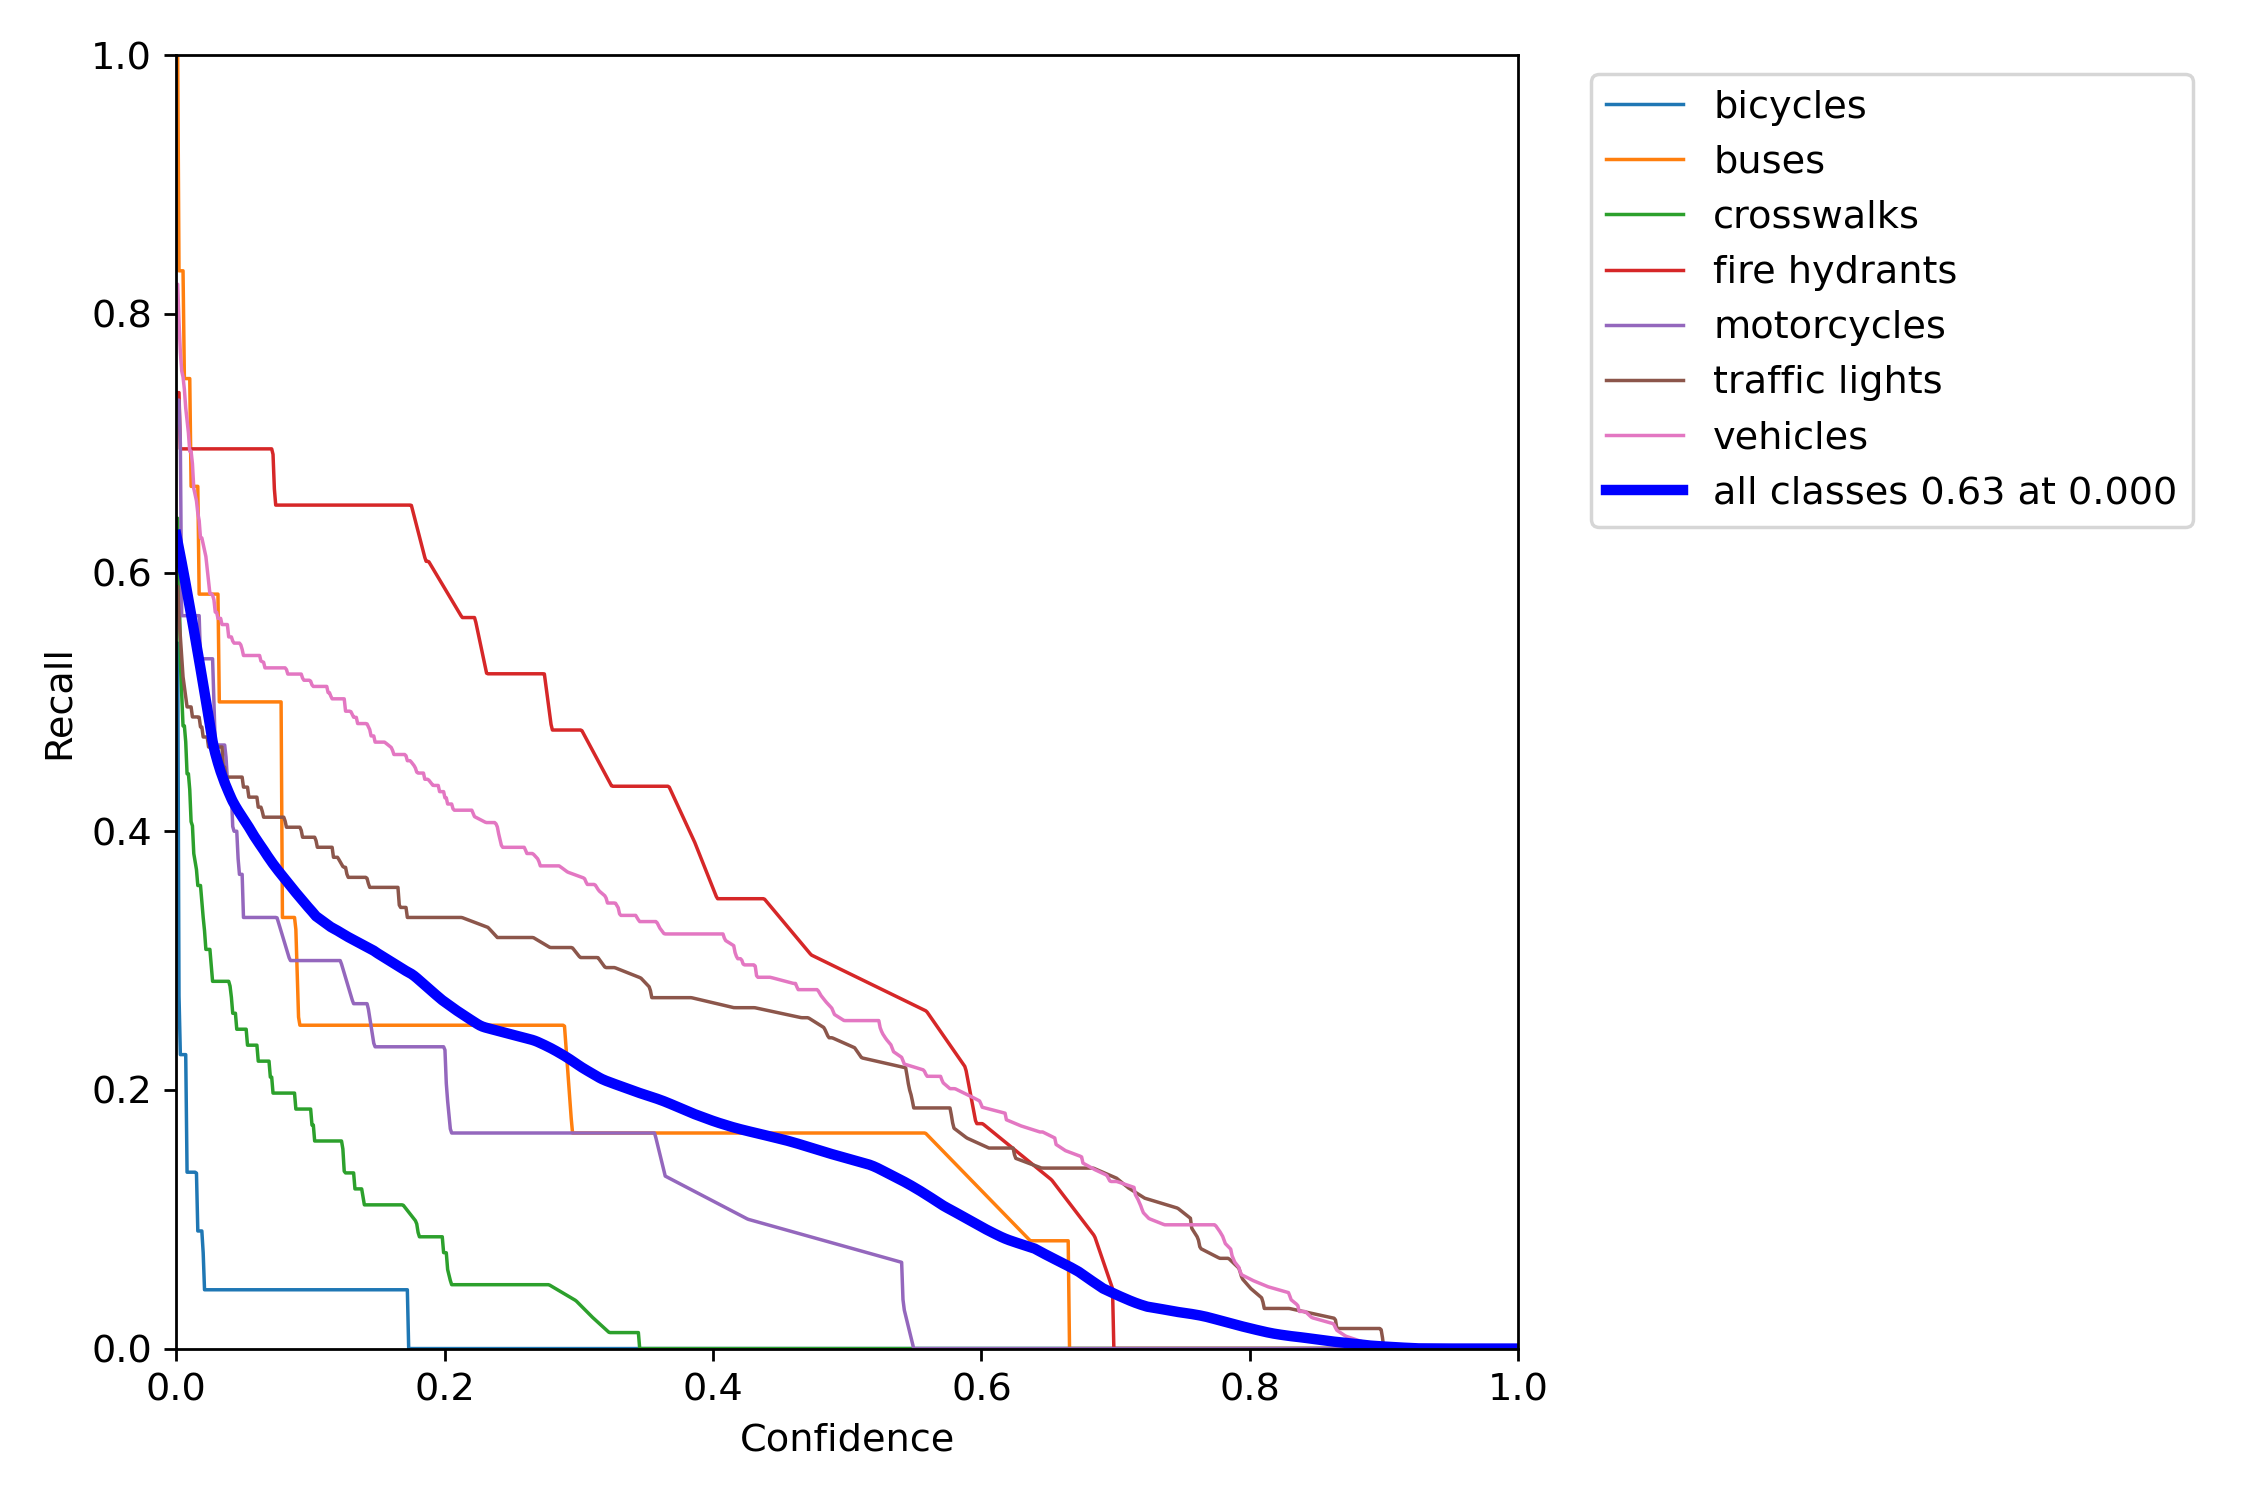 1.0
0.8
0.6
0.4
0.2
0.0
Recall
0.0 0.2 0.4 0.6 0.8 1.0
Confidence
bicycles
buses
crosswalks
fire hydrants
motorcycles
traffic lights
vehicles
all classes 0.63 at 0.000